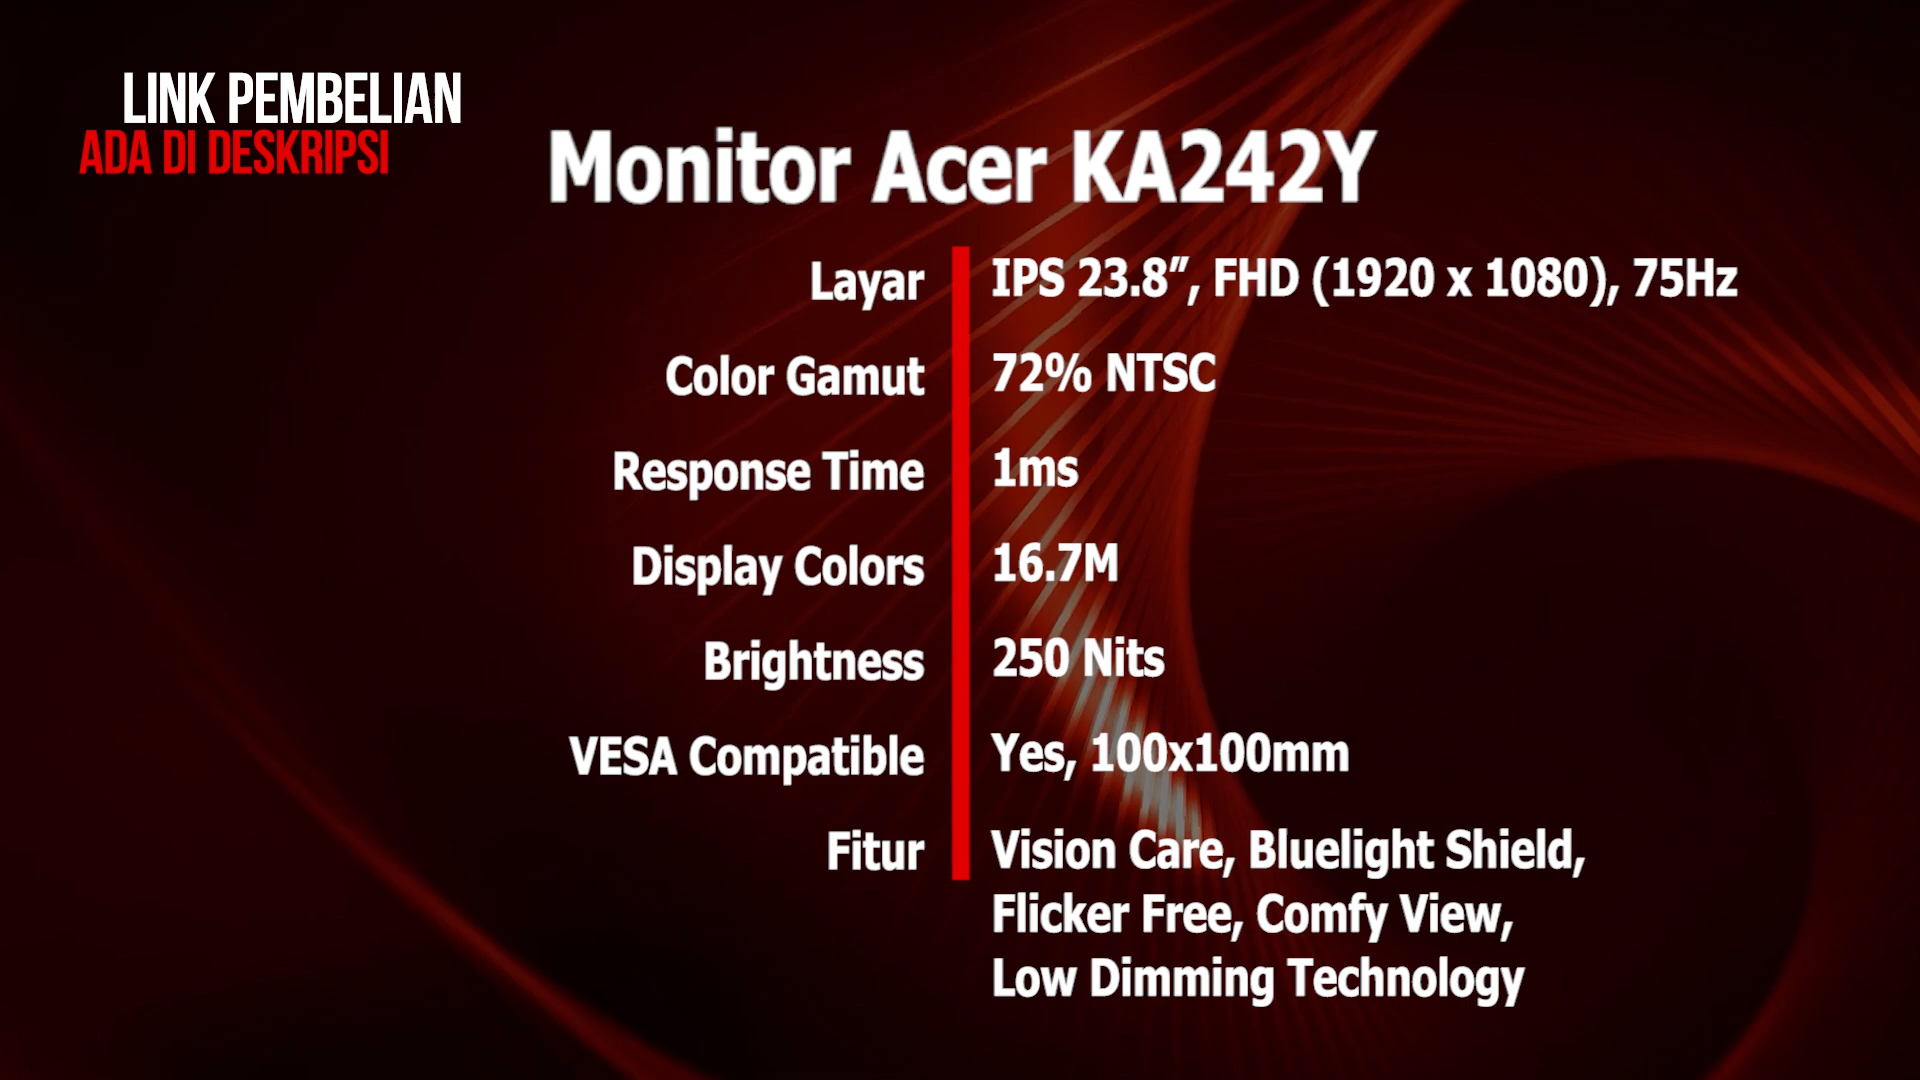 LINK PEMBELIAN
ADA DI DESKRIPSI
Monitor Acer KA242Y
Layar IPS 23.8”, FHD (1920 x 1080), 75Hz
Color Gamut 72% NTSC
Response Time 1ms
Display Colors 16.7M
Brightness 250 Nits
VESA Compatible Yes, 100x100mm
Fitur Vision Care, Bluelight Shield,
Flicker Free, Comfy View,
Low Dimming Technology